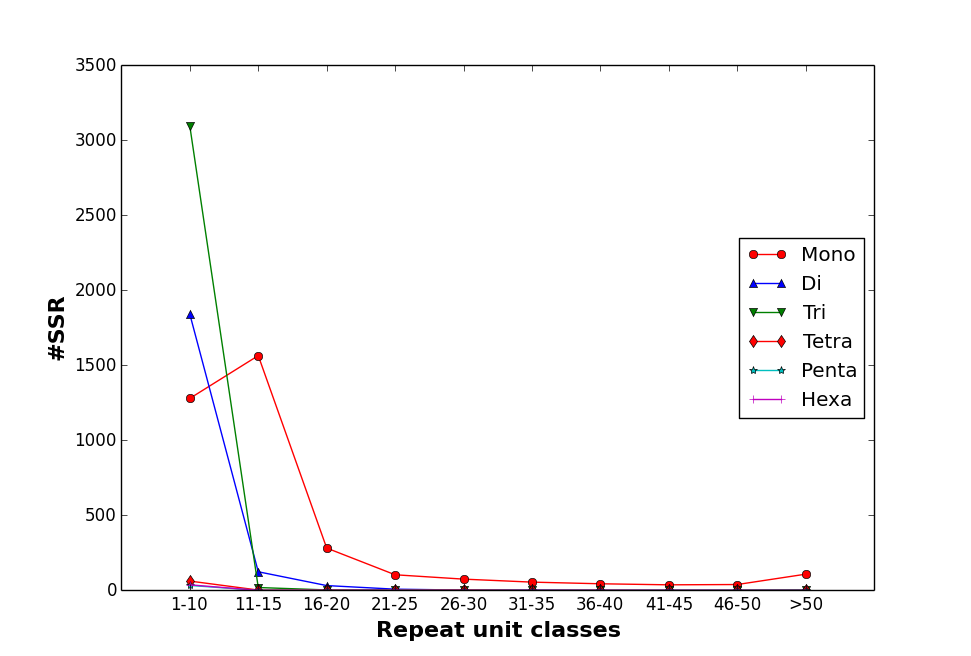 3500
3000
2500
2000
1500
1000
500
0
#SSR
Mono
Di
Tri
Tetra
Penta
Hexa
1-10 11-15 16-20 21-25 26-30 31-35 36-40 41-45 46-50 >50
Repeat unit classes